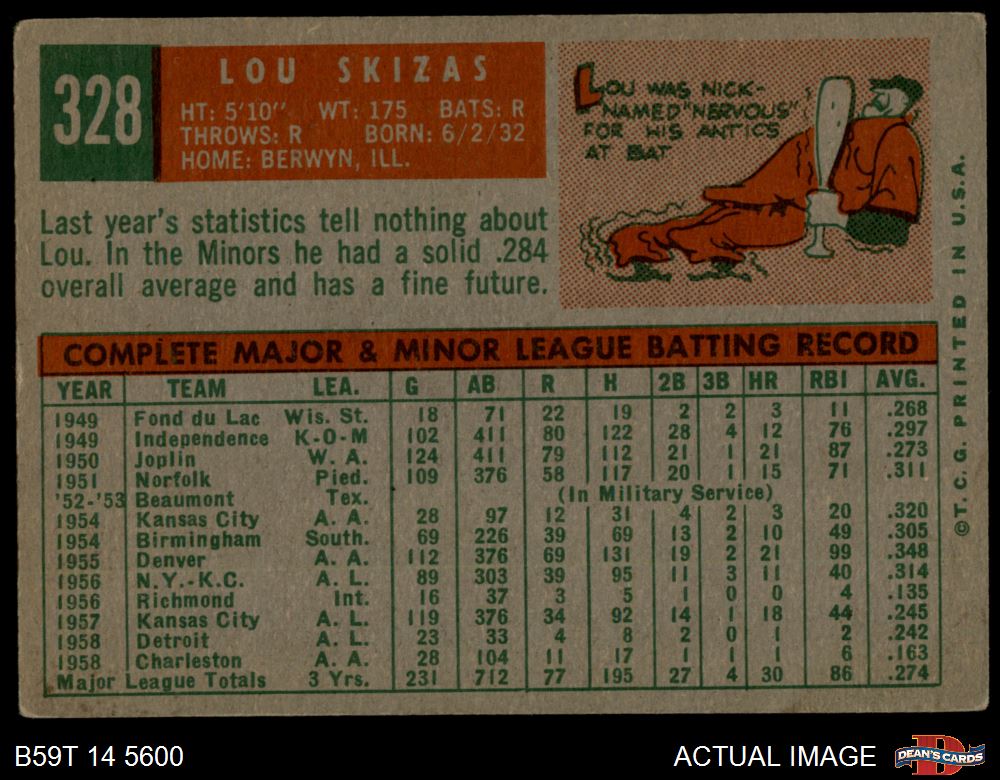 328
LOU SKIZAS
HT: 5'10" WT: 175 BATS: R
THROWS: R BORN: 6/2/32
HOME: BERWYN, ILL.
LOU WAS NICK-
NAMED "NERVOUS"
FOR HIS ANTICS
AT BAT
Last year's statistics tell nothing about
Lou. In the Minors he had a solid .284
overall average and has a fine future.
COMPLETE MAJOR & MINOR LEAGUE BATTING RECORD
YEAR TEAM LEA. G AB R H 2B 3B HR RBI AVG.
1949 Fond du Lac Wis. St. 18 71 22 19 2 2 3 11 .268
1949 Independence K-O-M 102 411 80 122 28 4 12 76 .297
1950 Joplin W. A. 124 411 79 112 21 1 21 87 .273
1951 Norfolk Pied. 109 376 58 117 20 1 15 71 .311
'52-'53 Beaumont Tex. (In Military Service)
1954 Kansas City A. A. 28 97 12 31 4 2 3 20 .320
1954 Birmingham South. 69 226 39 69 13 2 10 49 .305
1955 Denver A. A. 112 376 69 131 19 2 21 99 .348
1956 N.Y.-K.C. A. L. 89 303 39 95 11 3 11 40 .314
1956 Richmond Int. 16 37 3 5 1 0 0 4 .135
1957 Kansas City A. L. 119 376 34 92 14 1 18 44 .245
1958 Detroit A. L. 23 33 4 8 2 0 1 2 .242
1958 Charleston A. A. 28 104 11 17 1 1 1 6 .163
Major League Totals 3 Yrs. 231 712 77 195 27 4 30 86 .274
©T.C.G. PRINTED IN U.S.A.
B59T 14 5600
ACTUAL IMAGE
D
DEAN'S CARDS